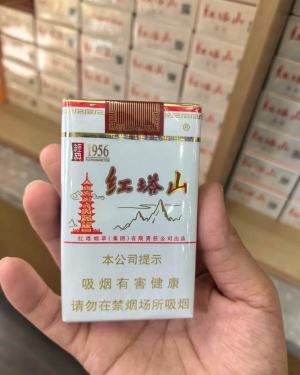 1956
红塔山
红塔烟草(集团)有限责任公司出品
本公司提示
吸烟有害健康
请勿在禁烟场所吸烟